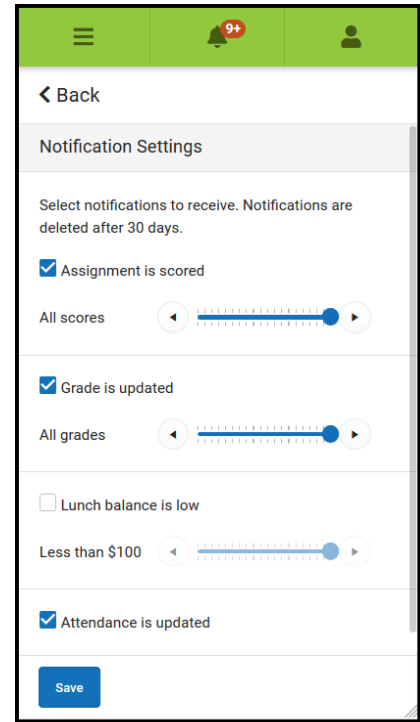 9+
Back
Notification Settings
Select notifications to receive. Notifications are
deleted after 30 days.
Assignment is scored
All scores
Grade is updated
All grades
Lunch balance is low
Less than $100
Attendance is updated
Save